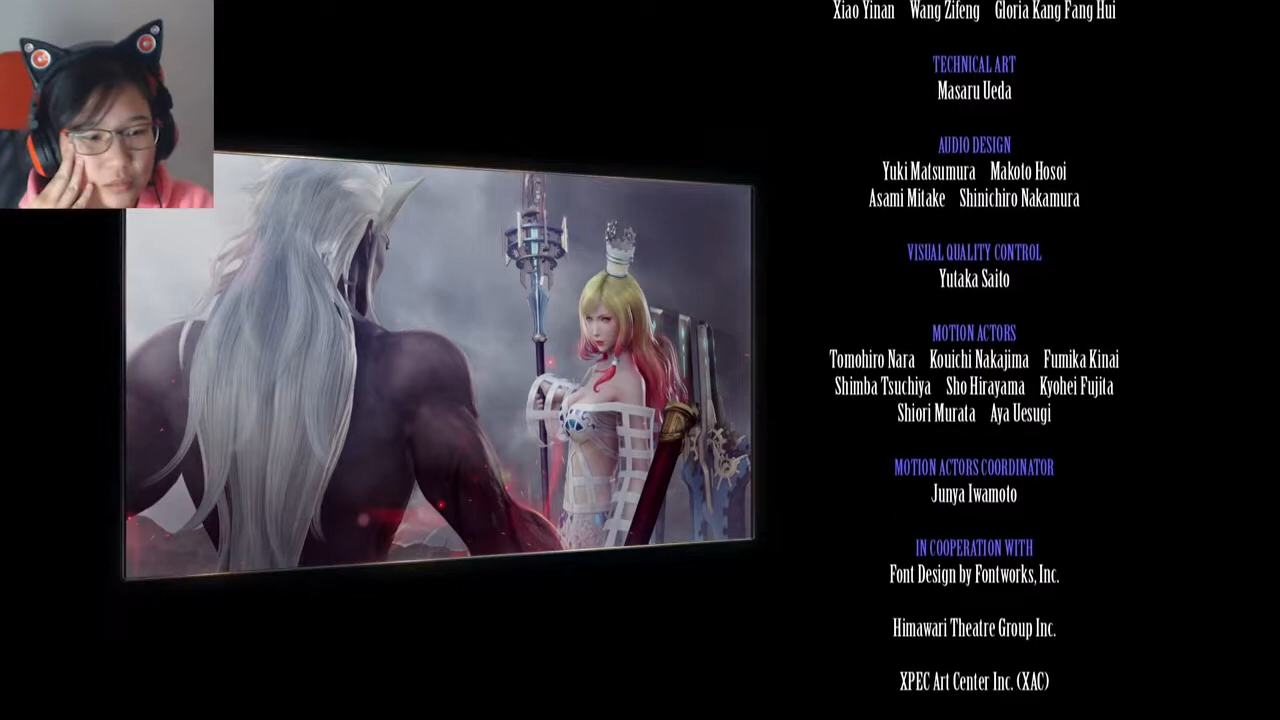 Xiao Yinan Wang Zifeng Gloria Kang Fang Hui
TECHNICAL ART
Masaru Ueda
AUDIO DESIGN
Yuki Matsumura Makoto Hosoi
Asami Mitake Shinichiro Nakamura
VISUAL QUALITY CONTROL
Yutaka Saito
MOTION ACTORS
Tomohiro Nara Kouichi Nakajima Fumika Kinai
Shimba Tsuchiya Sho Hirayama Kyohei Fujita
Shiori Murata Aya Uesugi
MOTION ACTORS COORDINATOR
Junya Iwamoto
IN COOPERATION WITH
Font Design by Fontworks, Inc.
Himawari Theatre Group Inc.
XPEC Art Center Inc. (XAC)